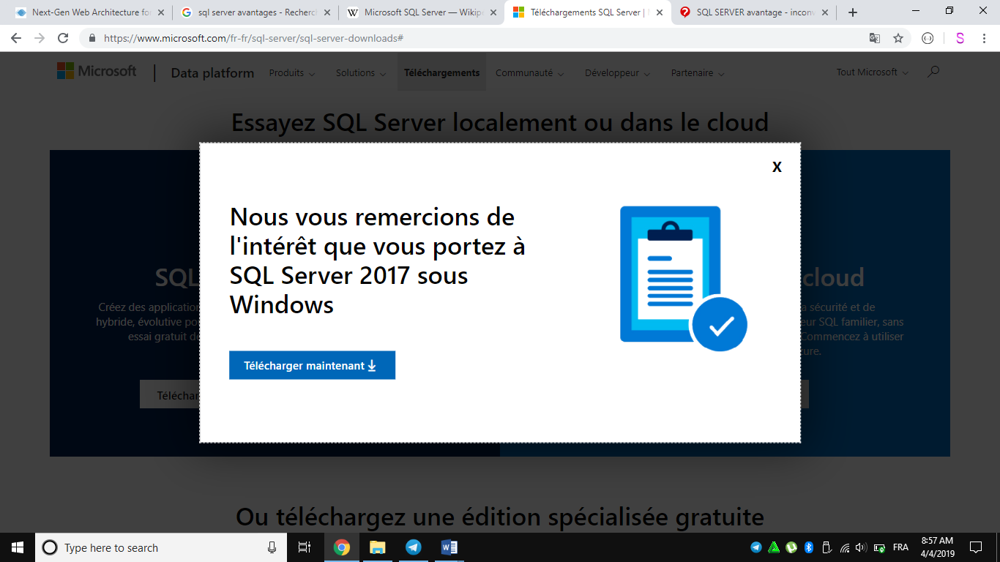 Next-Gen Web Architecture fo
sql server avantages - Recherc
Microsoft SQL Server — Wikip
Téléchargements SQL Server |
SQL SERVER avantage - inconv
https://www.microsoft.com/fr-fr/sql-server/sql-server-downloads#
Microsoft
Data platform
Produits
Solutions
Téléchargements
Communauté
Développeur
Partenaire
Tout Microsoft
Essayez SQL Server localement ou dans le cloud
X
Nous vous remercions de
l'intérêt que vous portez à
SQL Server 2017 sous
Windows
Télécharger maintenant
SQL
cloud
Créez des application
hybride, évolutive po
essai gratuit de
a sécurité et de
eur SQL familier, sans
Commencez à utiliser
ure.
Téléchar
Ou téléchargez une édition spécialisée gratuite
Type here to search
FRA
8:57 AM
4/4/2019